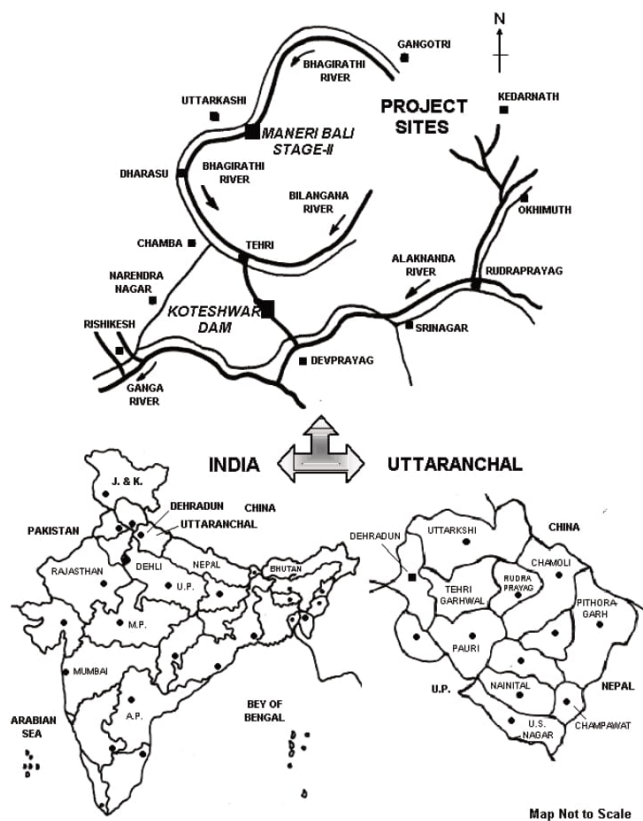 N
GANGOTRI
BHAGIRATHI
RIVER
PROJECT
SITES
KEDARNATH
UTTARKASHI
MANERI BALI
STAGE-II
BHAGIRATHI
RIVER
DHARASU
BILANGANA
RIVER
OKHIMUTH
CHAMBA
TEHRI
ALAKNANDA
RIVER
RUDRAPRAYAG
NARENDRA
NAGAR
KOTESHWAR
DAM
SRINAGAR
RISHIKESH
DEVPRAYAG
GANGA
RIVER
INDIA
UTTARANCHAL
J. & K.
CHINA
DEHRADUN
UTTARANCHAL
PAKISTAN
RAJASTHAN
DEHLI
NEPAL
BHUTAN
U.P.
M.P.
MUMBAI
A.P.
ARABIAN
SEA
BEY OF
BENGAL
DEHRADUN
UTTARKSHI
CHINA
CHAMOLI
TEHRI
GARHWAL
RUDRA
PRAYAG
PITHORA-
GARH
PAURI
NEPAL
U.P.
NAINITAL
U.S.
NAGAR
CHAMPAWAT
Map Not to Scale